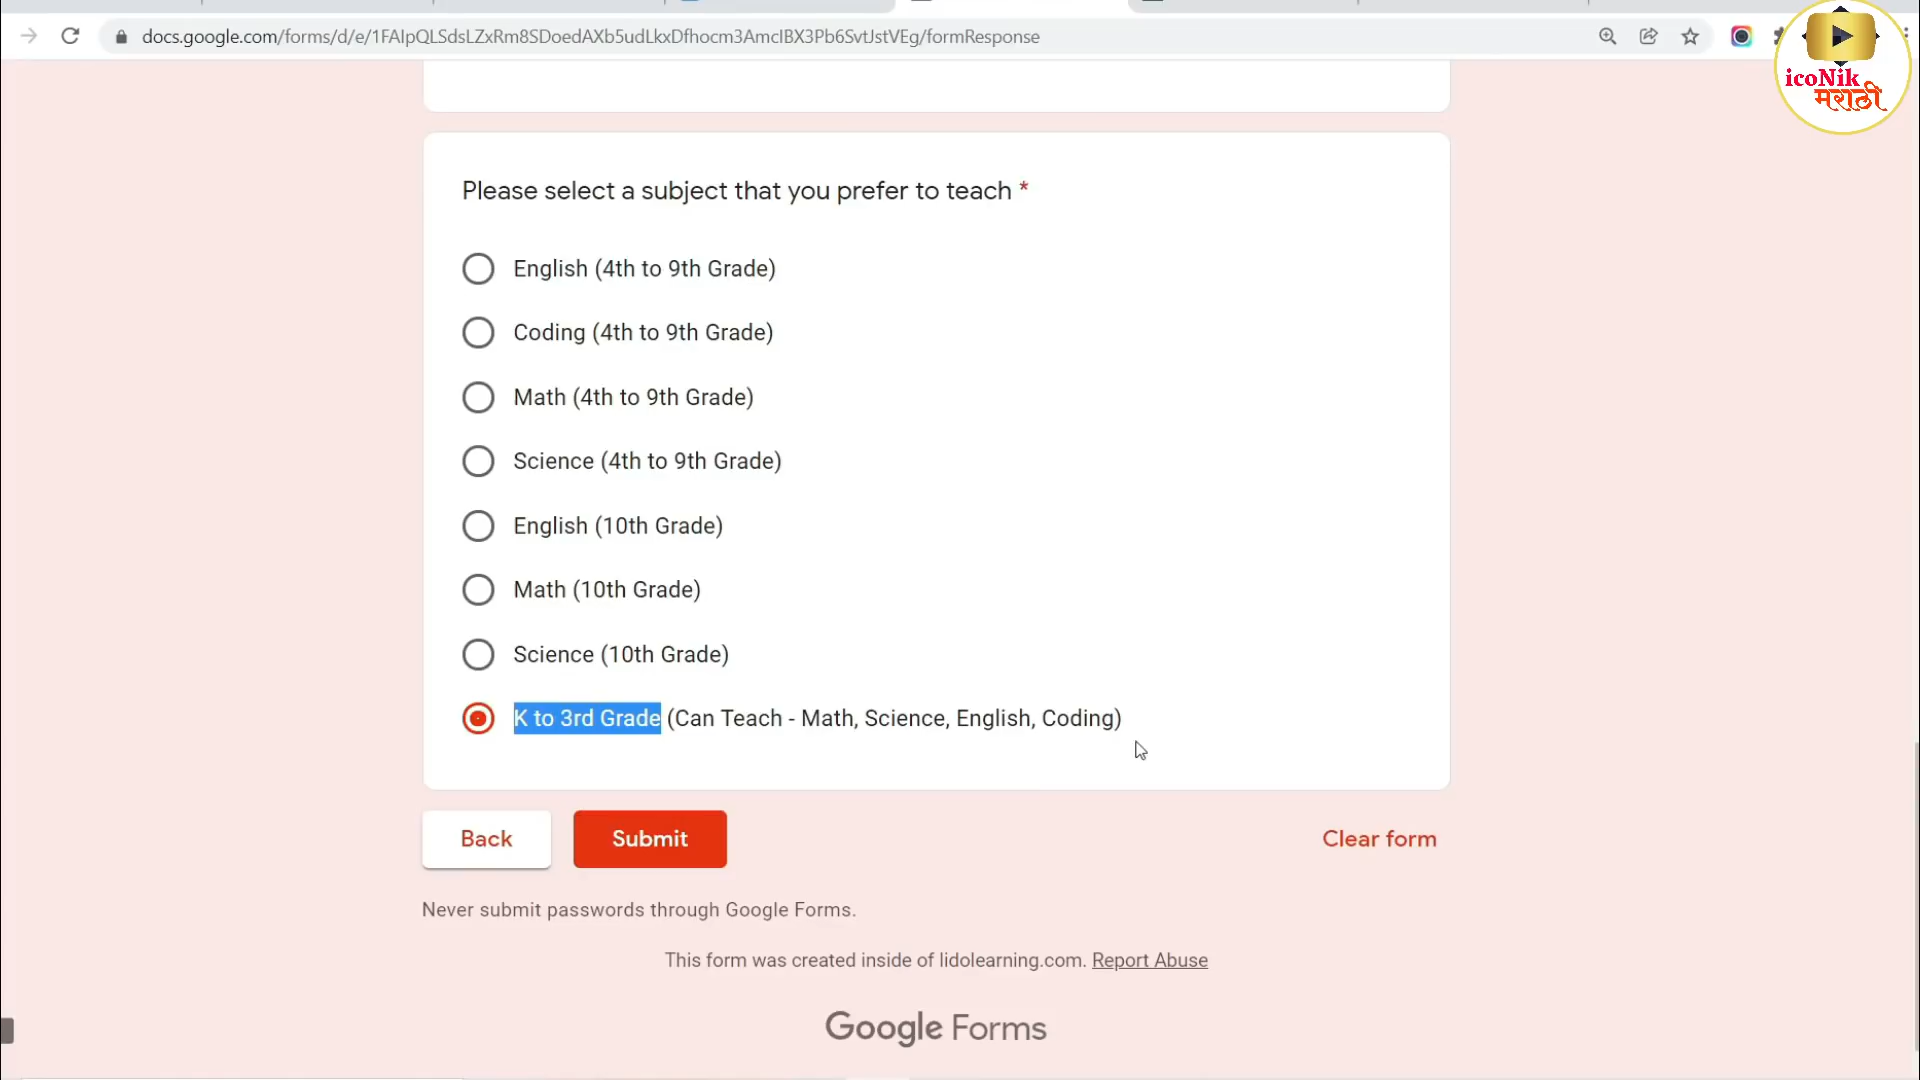 docs.google.com/forms/d/e/1FAIpQLSdsLZxRm8SDoedAXb5udLkxDfhocm3AmcIBX3Pb6SvtJstVEg/formResponse
icoNik
मराठी
Please select a subject that you prefer to teach *
English (4th to 9th Grade)
Coding (4th to 9th Grade)
Math (4th to 9th Grade)
Science (4th to 9th Grade)
English (10th Grade)
Math (10th Grade)
Science (10th Grade)
K to 3rd Grade (Can Teach - Math, Science, English, Coding)
Back
Submit
Clear form
Never submit passwords through Google Forms.
This form was created inside of lidolearning.com. Report Abuse
Google Forms